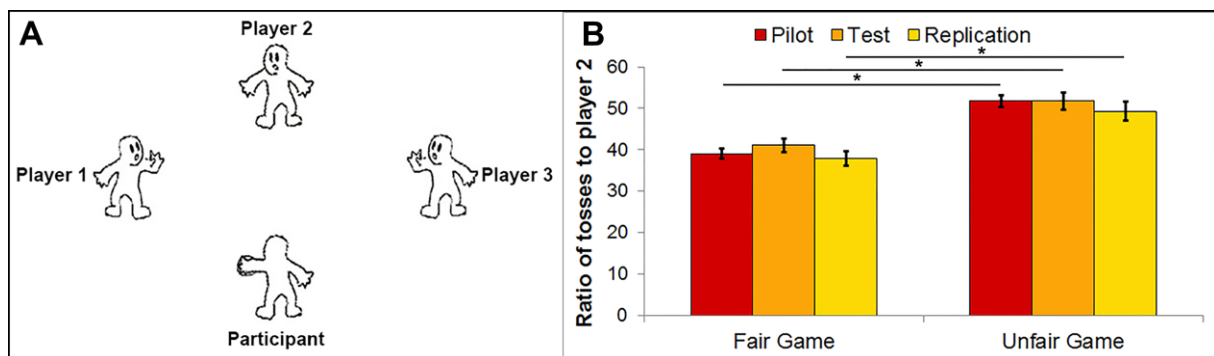 A
Player 2
Player 1
Player 3
Participant
B
Pilot Test Replication
*
*
*
Ratio of tosses to player 2
60
50
40
30
20
10
0
Fair Game Unfair Game